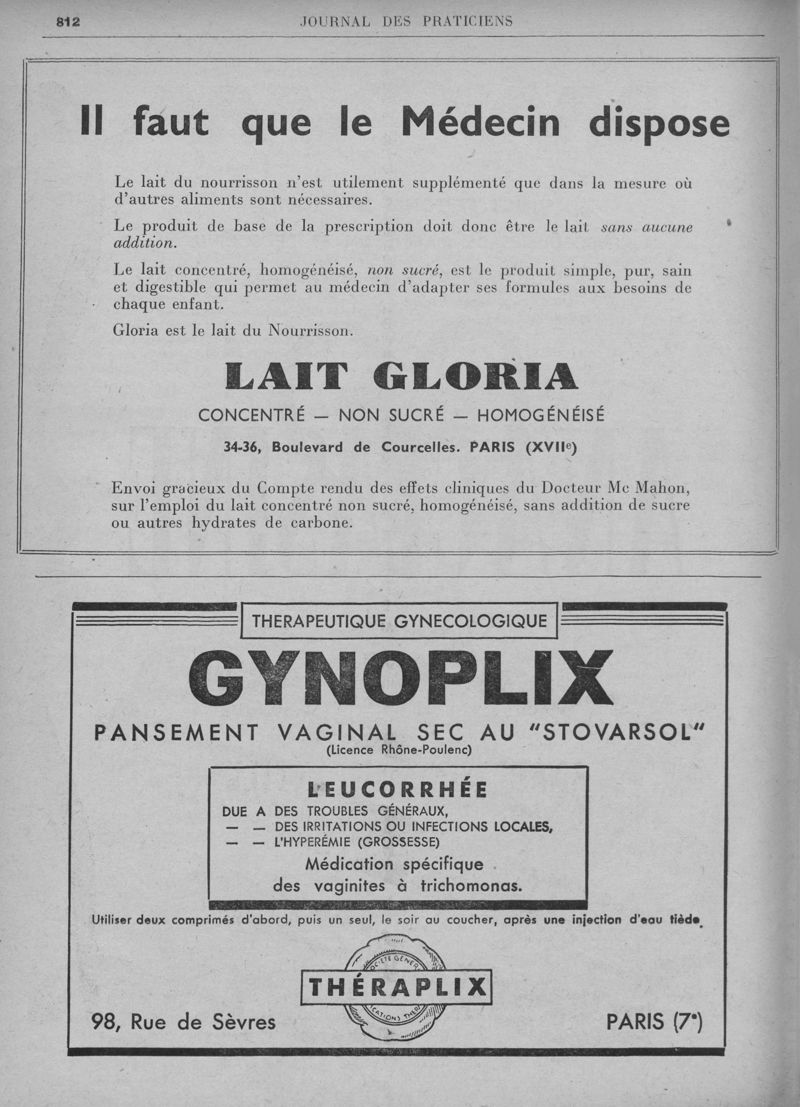 812
JOURNAL DES PRATICIENS
Il faut que le Médecin dispose
Le lait du nourrisson n'est utilement supplémenté que dans la mesure où
d'autres aliments sont nécessaires.
Le produit de base de la prescription doit donc être le lait sans aucune
addition.
Le lait concentré, homogénéisé, non sucré, est le produit simple, pur, sain
et digestible qui permet au médecin d'adapter ses formules aux besoins de
chaque enfant.
Gloria est le lait du Nourrisson.
LAIT GLORIA
CONCENTRÉ — NON SUCRÉ — HOMOGÉNÉISÉ
34-36, Boulevard de Courcelles. PARIS (XVIIe)
Envoi gracieux du Compte rendu des effets cliniques du Docteur Mc Mahon,
sur l'emploi du lait concentré non sucré, homogénéisé, sans addition de sucre
ou autres hydrates de carbone.
THERAPEUTIQUE GYNECOLOGIQUE
GYNOPLIX
PANSEMENT VAGINAL SEC AU "STOVARSOL"
(Licence Rhône-Poulenc)
LEUCORRHÉE
DUE A DES TROUBLES GÉNÉRAUX,
— — DES IRRITATIONS OU INFECTIONS LOCALES,
— — L'HYPERÉMIE (GROSSESSE)
Médication spécifique
des vaginites à trichomonas.
Utiliser deux comprimés d'abord, puis un seul, le soir au coucher, après une injection d'eau tiède.
THÉRAPLIX
98, Rue de Sèvres
PARIS (7e)